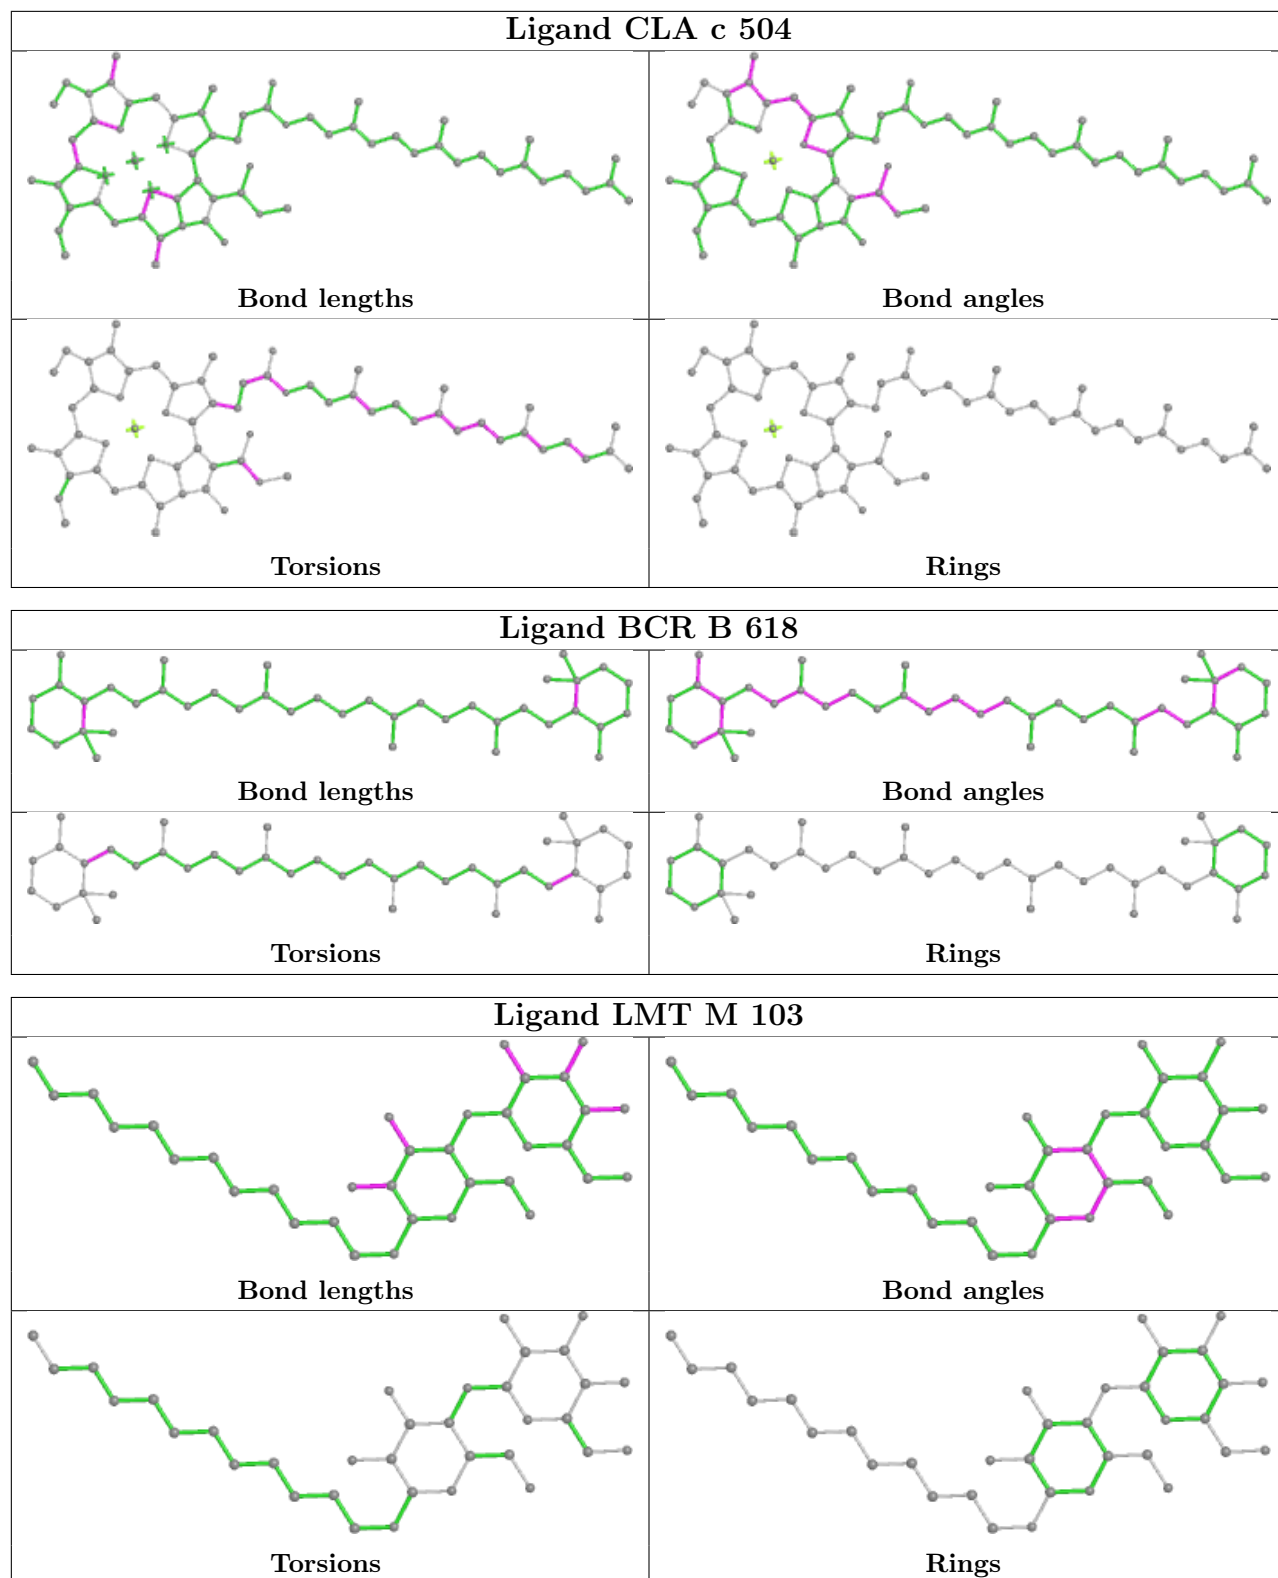 Ligand CLA c 504
Bond lengths
Bond angles
Torsions
Rings
Ligand BCR B 618
Bond lengths
Bond angles
Torsions
Rings
Ligand LMT M 103
Bond lengths
Bond angles
Torsions
Rings